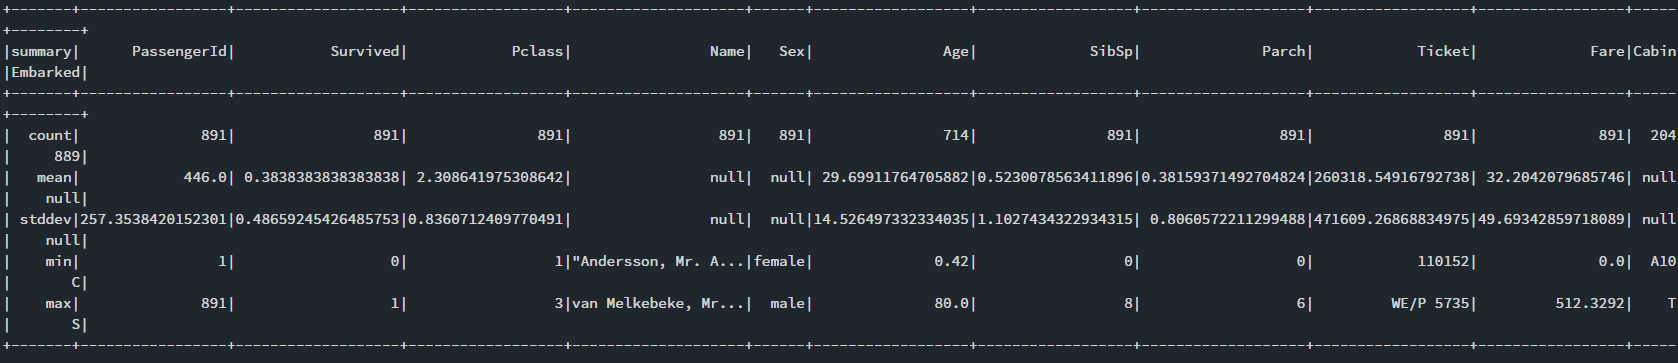 +-------+-----------------+-------------------+------------------+--------------------+------+------------------+------------------+-------------------+------------------+-----------------+-----
+--------+
|summary|      PassengerId|           Survived|            Pclass|                Name|   Sex|               Age|             SibSp|              Parch|            Ticket|             Fare|Cabin
|Embarked|
+-------+-----------------+-------------------+------------------+--------------------+------+------------------+------------------+-------------------+------------------+-----------------+-----
+--------+
|  count|              891|                891|               891|                 891|   891|               714|               891|                891|               891|              891|  204
|     889|
|   mean|            446.0| 0.3838383838383838| 2.308641975308642|                null|  null| 29.69911764705882|0.5230078563411896|0.38159371492704824|260318.54916792738| 32.2042079685746| null
|    null|
| stddev|257.3538420152301|0.48659245426485753|0.8360712409770491|                null|  null|14.526497332334035|1.1027434322934315| 0.8060572211299488|471609.26868834975|49.69342859718089| null
|    null|
|    min|                1|                  0|                 1|"Andersson, Mr. A...|female|              0.42|                 0|                  0|            110152|              0.0|  A10
|       C|
|    max|              891|                  1|                 3|van Melkebeke, Mr...|  male|              80.0|                 8|                  6|         WE/P 5735|         512.3292|    T
|       S|
+-------+-----------------+-------------------+------------------+--------------------+------+------------------+------------------+-------------------+------------------+-----------------+-----